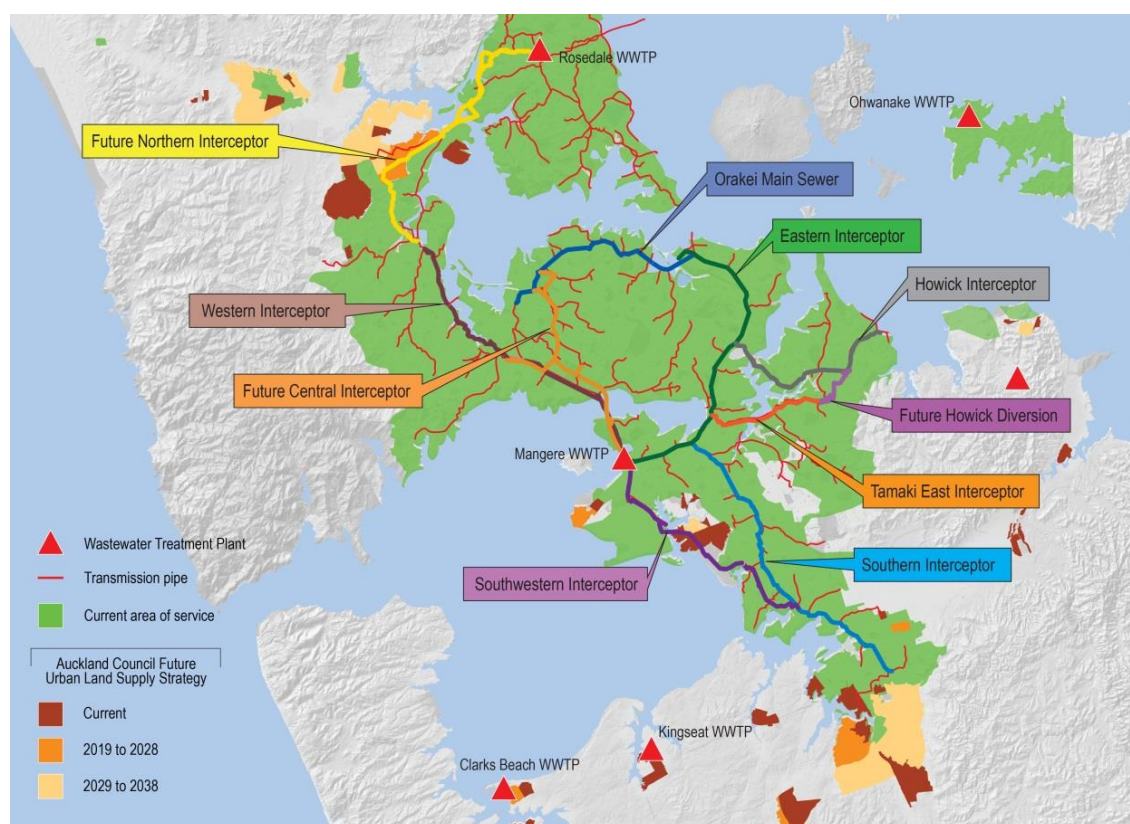 Rosedale WWTP
Ohwanake WWTP
Future Northern Interceptor
Orakei Main Sewer
Eastern Interceptor
Howick Interceptor
Western Interceptor
Future Central Interceptor
Future Howick Diversion
Mangere WWTP
Tamaki East Interceptor
Southwestern Interceptor
Southern Interceptor
Wastewater Treatment Plant
Transmission pipe
Current area of service
Auckland Council Future
Urban Land Supply Strategy
Current
2019 to 2028
2029 to 2038
Kingseat WWTP
Clarks Beach WWTP